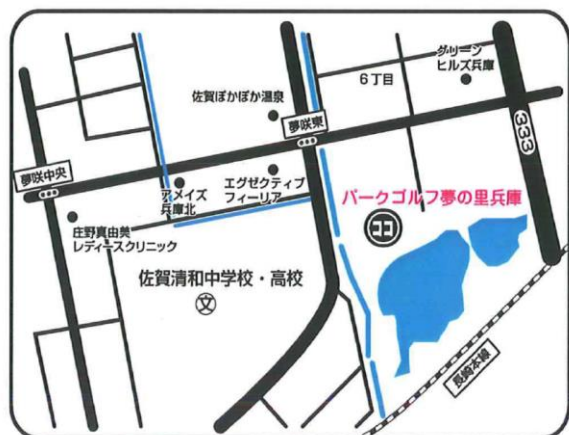 グリーン
ヒルズ兵庫
6丁目
佐賀ぽかぽか温泉
夢咲東
333
夢咲中央
アメイズ
兵庫北
エグゼクティブ
フィーリア
パークゴルフ夢の里兵庫
ココ
庄野真由美
レディースクリニック
佐賀清和中学校・高校
文
長崎本線